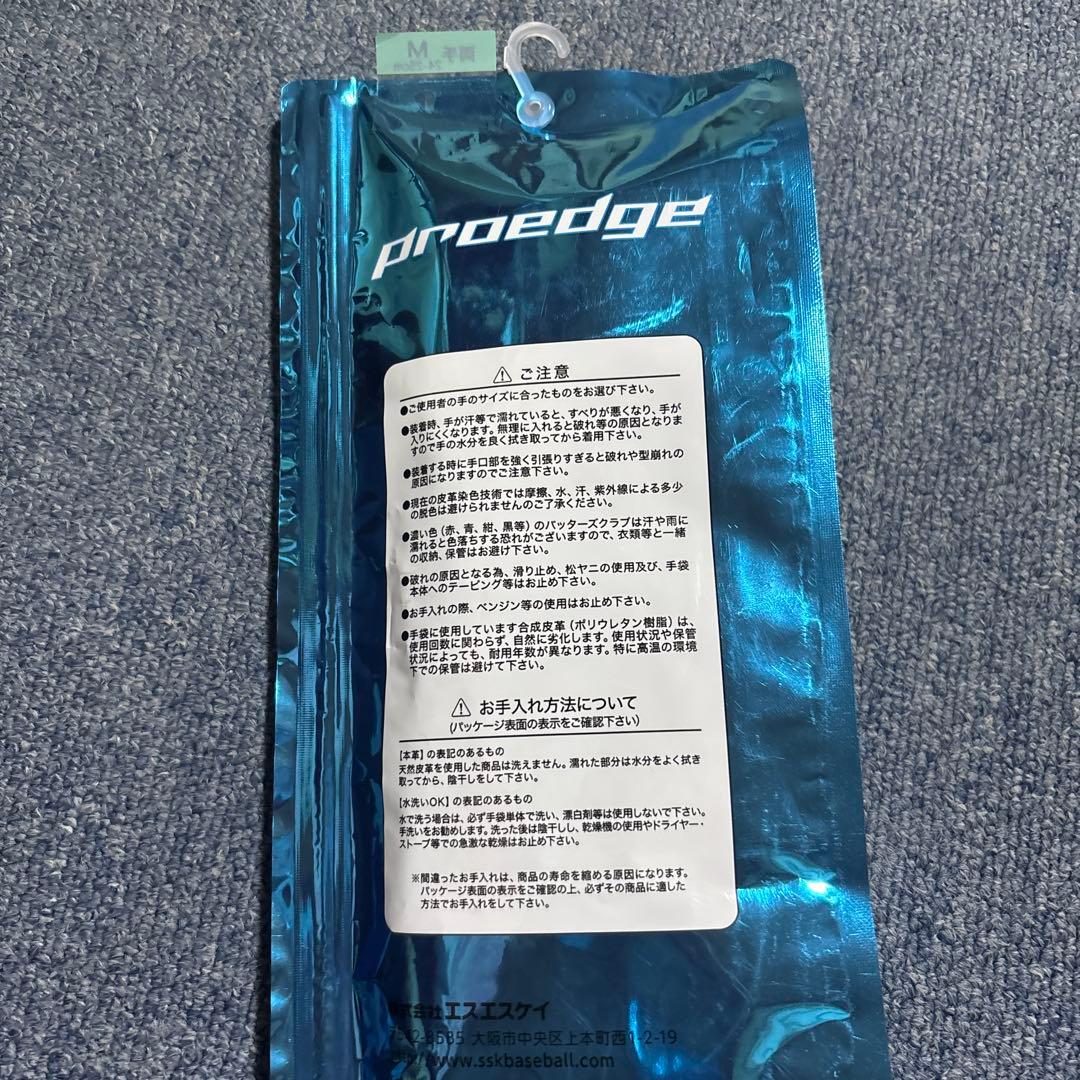 両手 M
24-25cm
proedge
ご注意
●ご使用者の手のサイズに合ったものをお選び下さい。
●装着時、手が汗等で濡れていると、すべりが悪くなり、手が
入りにくくなります。無理に入れると破れ等の原因となりま
すので手の水分を良く拭き取ってから着用下さい。
●装着する時に手口部を強く引張りすぎると破れや型崩れの
原因になりますのでご注意下さい。
●現在の皮革染色技術では摩擦、水、汗、紫外線による多少
の脱色は避けられませんのご了承ください。
●濃い色（赤、青、紺、黒等）のバッターズクラブは汗や雨に
濡れると色落ちする恐れがございますので、衣類等と一緒
の収納、保管はお避け下さい。
●破れの原因となる為、滑り止め、松ヤニの使用及び、手袋
本体へのテーピング等はお止め下さい。
●お手入れの際、ベンジン等の使用はお止め下さい。
●手袋に使用しています合成皮革（ポリウレタン樹脂）は、
使用回数に関わらず、自然に劣化します。使用状況や保管
状況によっても、耐用年数が異なります。特に高温の環境
下での保管は避けて下さい。
お手入れ方法について
(パッケージ表面の表示をご確認下さい)
【本革】の表記のあるもの
天然皮革を使用した商品は洗えません。濡れた部分は水分をよく拭き
取ってから、陰干しをして下さい。
【水洗いOK】の表記のあるもの
水で洗う場合は、必ず手袋単体で洗い、漂白剤等は使用しないで下さい。
手洗いをお勧めします。洗った後は陰干しし、乾燥機の使用やドライヤー・
ストーブ等での急激な乾燥はお止め下さい。
※間違ったお手入れは、商品の寿命を縮める原因になります。
パッケージ表面の表示をご確認の上、必ずその商品に適した
方法でお手入れをして下さい。
株式会社エスエスケイ
542-8585 大阪市中央区上本町西1-2-19
http://www.sskbaseball.com